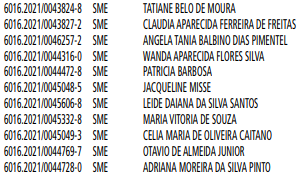 6016.2021/0043824-8 SME TATIANE BELO DE MOURA
6016.2021/0043827-2 SME CLAUDIA APARECIDA FERREIRA DE FREITAS
6016.2021/0046257-2 SME ANGELA TANIA BALBINO DIAS PIMENTEL
6016.2021/0044316-0 SME WANDA APARECIDA FLORES SILVA
6016.2021/0044472-8 SME PATRICIA BARBOSA
6016.2021/0045048-5 SME JACQUELINE MISSE
6016.2021/0045606-8 SME LEIDE DAIANA DA SILVA SANTOS
6016.2021/0045332-8 SME MARIA VITORIA DE SOUZA
6016.2021/0045049-3 SME CELIA MARIA DE OLIVEIRA CAITANO
6016.2021/0044769-7 SME OTAVIO DE ALMEIDA JUNIOR
6016.2021/0044728-0 SME ADRIANA MOREIRA DA SILVA PINTO